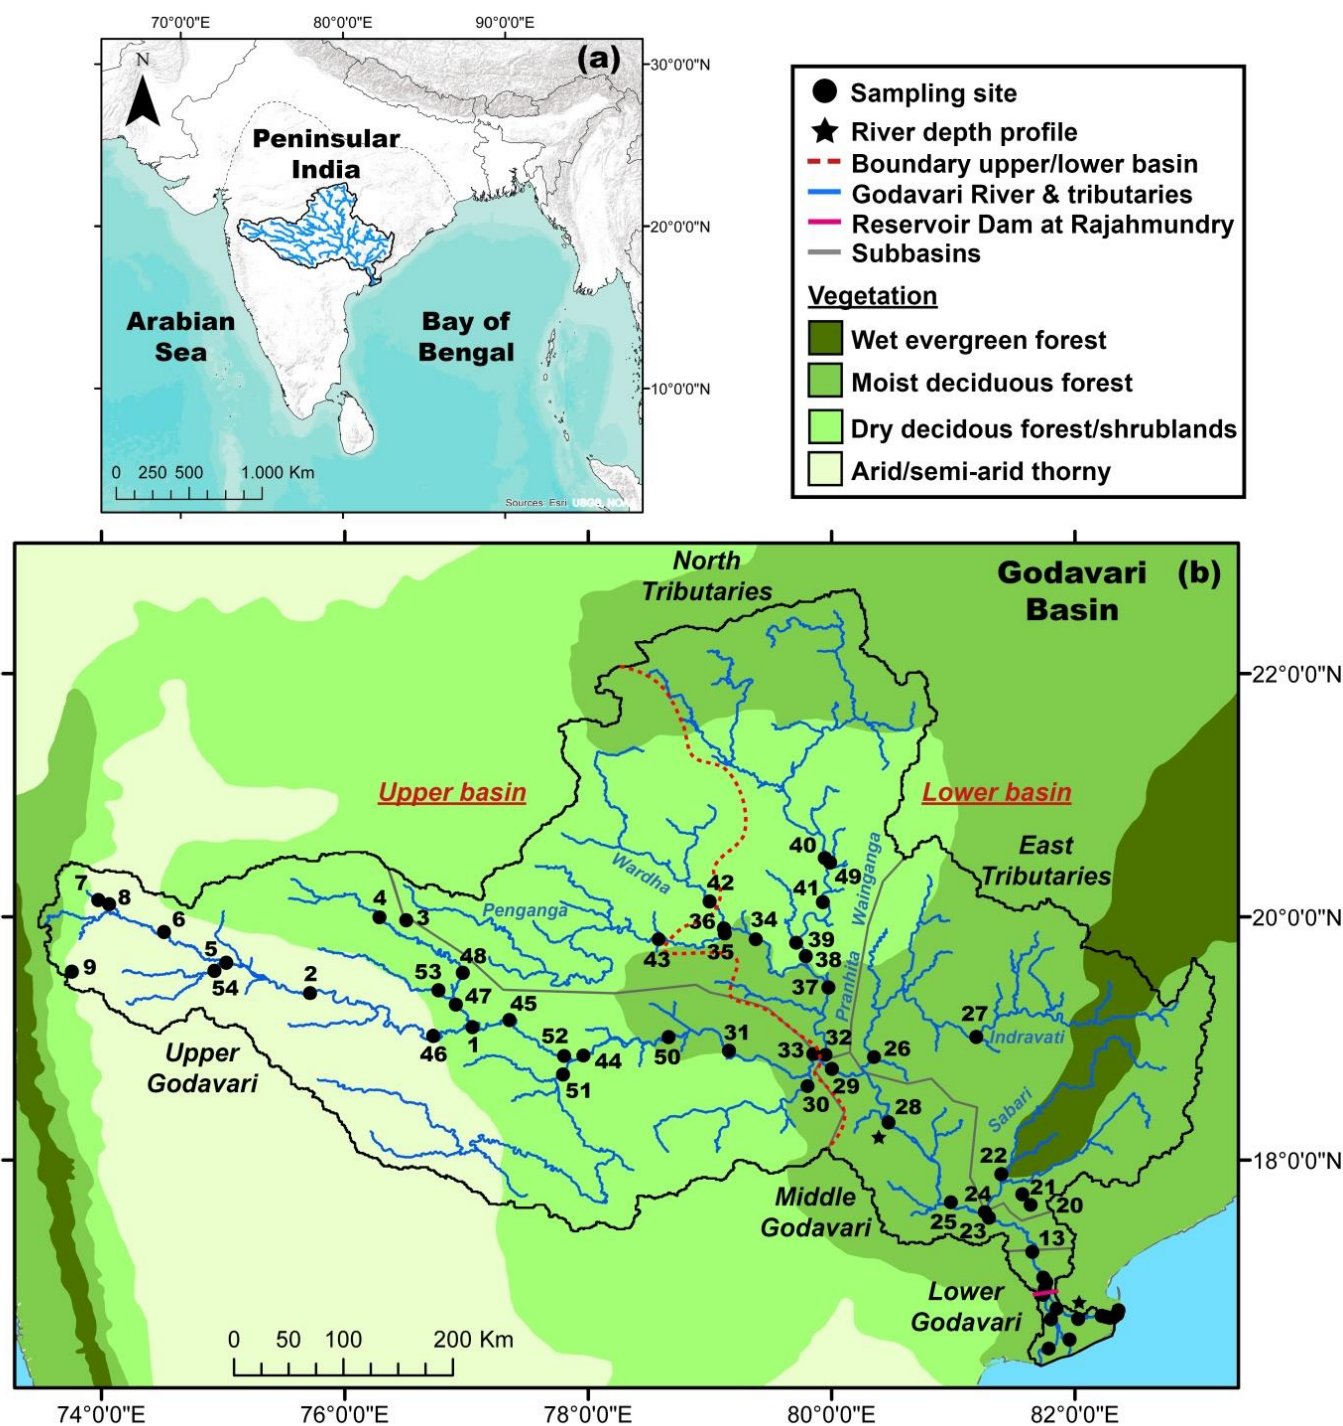 70°0'0"E
80°0'0"E
90°0'0"E
N
(a)
30°0'0"N
Peninsular
India
20°0'0"N
Arabian
Sea
Bay of
Bengal
10°0'0"N
0 250 500 1.000 Km
Sources: Esri, USGS, NOAA
Sampling site
River depth profile
Boundary upper/lower basin
Godavari River & tributaries
Reservoir Dam at Rajahmundry
Subbasins
Vegetation
Wet evergreen forest
Moist deciduous forest
Dry decidous forest/shrublands
Arid/semi-arid thorny
North
Tributaries
Godavari
Basin
(b)
22°0'0"N
Upper basin
Lower basin
East
Tributaries
Wardha
Penganga
Wainganga
Pranhita
Indravati
Sabari
40
49
41
42
7
8
4
3
6
36
35
34
43
39
38
20°0'0"N
9
5
54
2
48
53
47
37
45
27
46
1
52
44
50
31
33
32
26
51
30
29
28
Upper
Godavari
22
18°0'0"N
Middle
Godavari
24
21
20
25
23
13
Lower
Godavari
0 50 100 200 Km
74°0'0"E
76°0'0"E
78°0'0"E
80°0'0"E
82°0'0"E